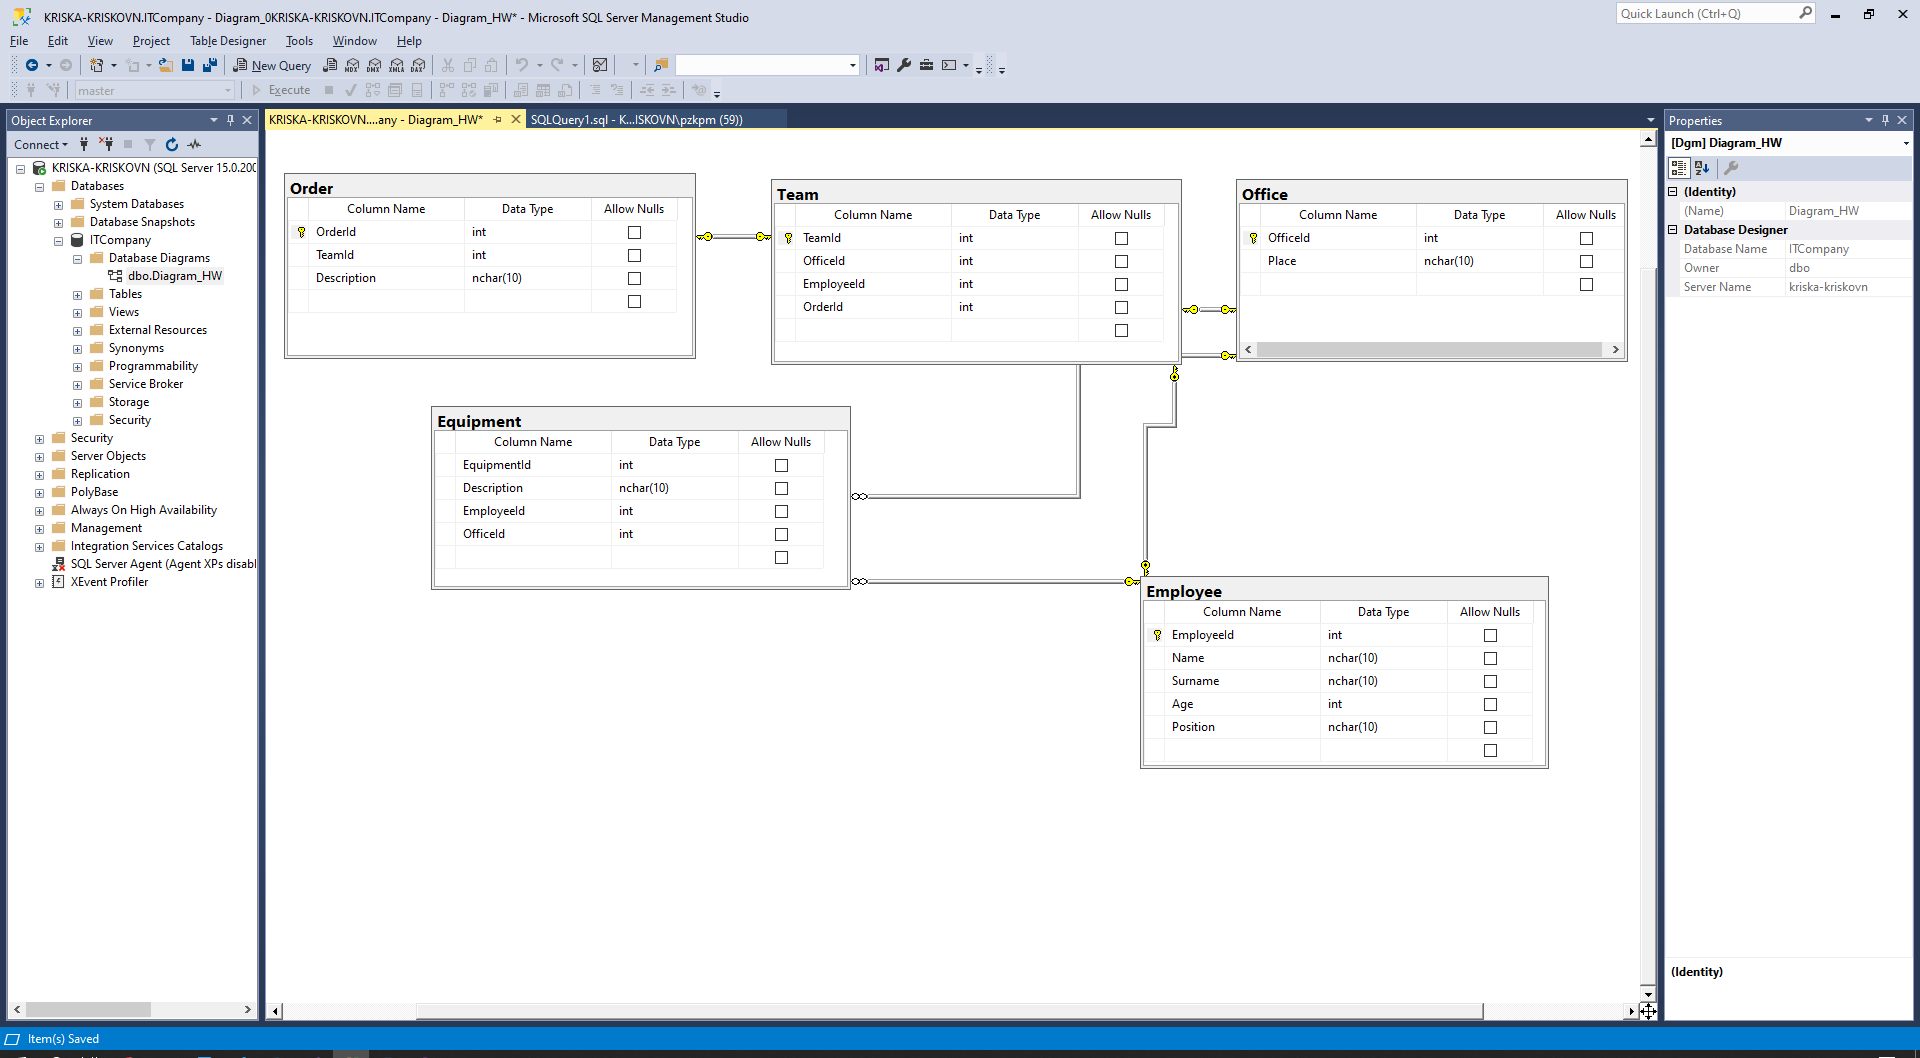 KRISKA-KRISKOVN.ITCompany - Diagram_0KRISKA-KRISKOVN.ITCompany - Diagram_HW* - Microsoft SQL Server Management Studio
Quick Launch (Ctrl+Q)
File Edit View Project Table Designer Tools Window Help
New Query
MDX DMX XMLA DAX
master
Execute
Object Explorer
Connect
KRISKA-KRISKOVN (SQL Server 15.0.200
Databases
System Databases
Database Snapshots
ITCompany
Database Diagrams
dbo.Diagram_HW
Tables
Views
External Resources
Synonyms
Programmability
Service Broker
Storage
Security
Security
Server Objects
Replication
PolyBase
Always On High Availability
Management
Integration Services Catalogs
SQL Server Agent (Agent XPs disabl
XEvent Profiler
KRISKA-KRISKOVN....any - Diagram_HW*
SQLQuery1.sql - K...ISKOVN\pzkpm (59))
Order
Column Name Data Type Allow Nulls
OrderId int
TeamId int
Description nchar(10)
Team
Column Name Data Type Allow Nulls
TeamId int
OfficeId int
EmployeeId int
OrderId int
Office
Column Name Data Type Allow Nulls
OfficeId int
Place nchar(10)
Equipment
Column Name Data Type Allow Nulls
EquipmentId int
Description nchar(10)
EmployeeId int
OfficeId int
Employee
Column Name Data Type Allow Nulls
EmployeeId int
Name nchar(10)
Surname nchar(10)
Age int
Position nchar(10)
Properties
[Dgm] Diagram_HW
(Identity)
(Name) Diagram_HW
Database Designer
Database Name ITCompany
Owner dbo
Server Name kriska-kriskovn
(Identity)
Item(s) Saved